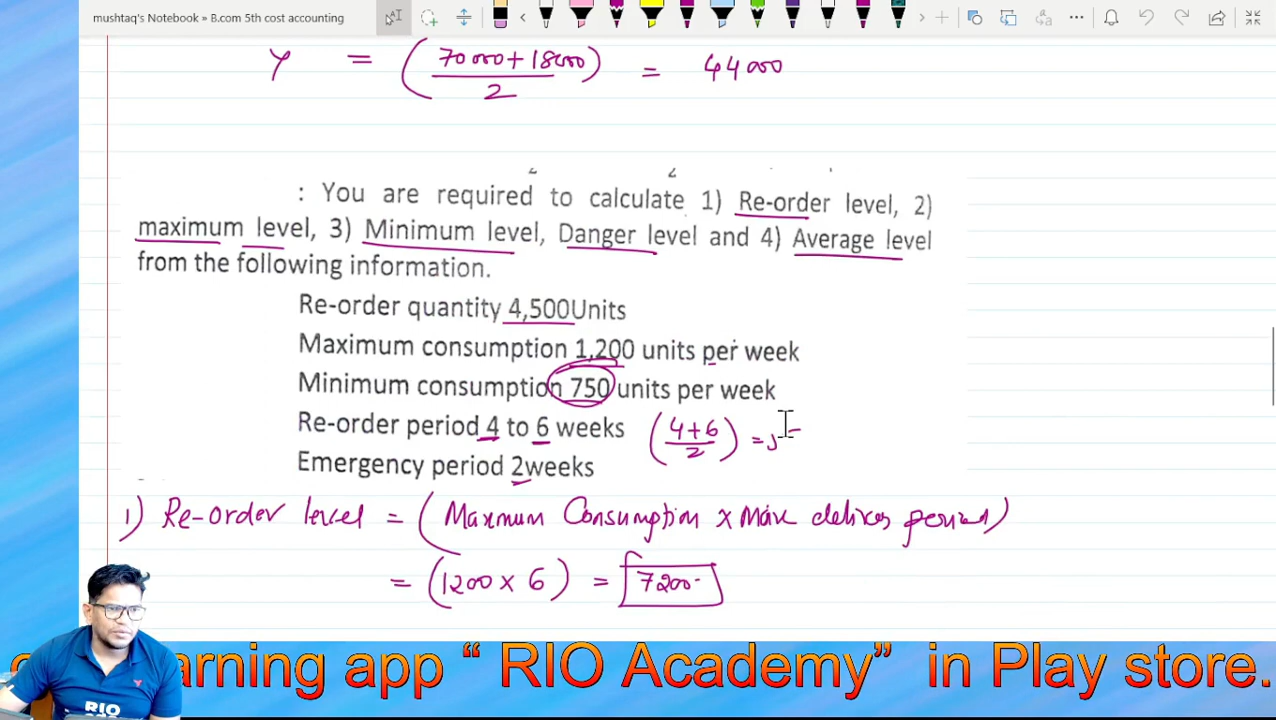 mushtaq's Notebook » B.com 5th cost accounting
Y = (70000+18000)/2 = 44000
: You are required to calculate 1) Re-order level, 2)
maximum level, 3) Minimum level, Danger level and 4) Average level
from the following information.
Re-order quantity 4,500Units
Maximum consumption 1,200 units per week
Minimum consumption 750 units per week
Re-order period 4 to 6 weeks (4+6/2) = 5
Emergency period 2weeks
1) Re-order level = (Maxmum Consumption x Max delivery period)
= (1200 x 6) = 7200
arning app “ RIO Academy” in Play store.
RIO